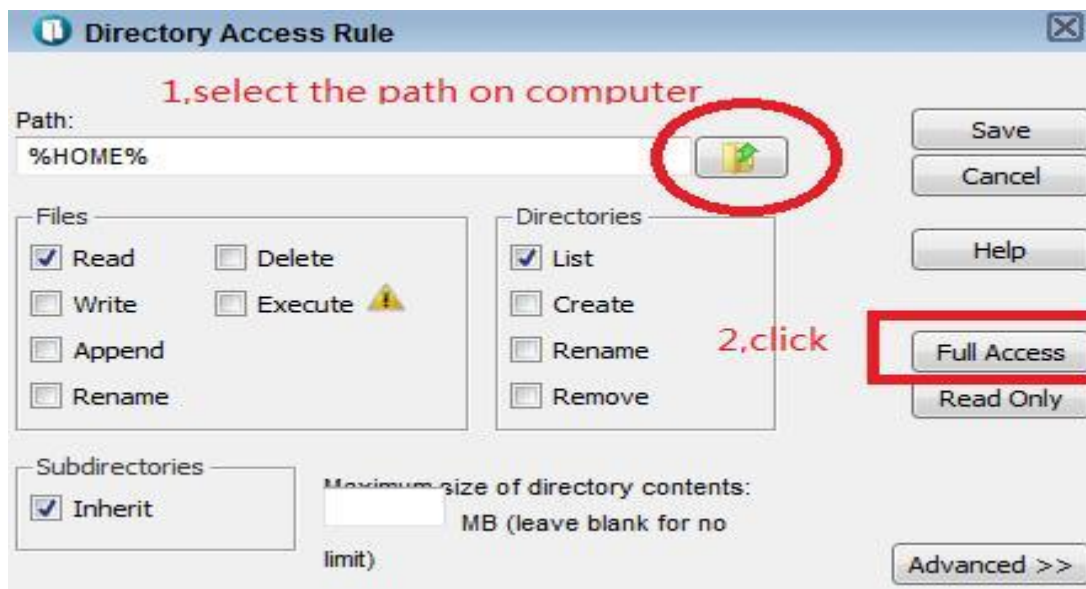 Directory Access Rule
1,select the path on computer
Path:
%HOME%
Save
Cancel
Files
Directories
Read
Delete
List
Help
Write
Execute
Create
Append
Rename
2,click
Full Access
Rename
Remove
Read Only
Subdirectories
Inherit
Maximum size of directory contents:
MB (leave blank for no
limit)
Advanced >>